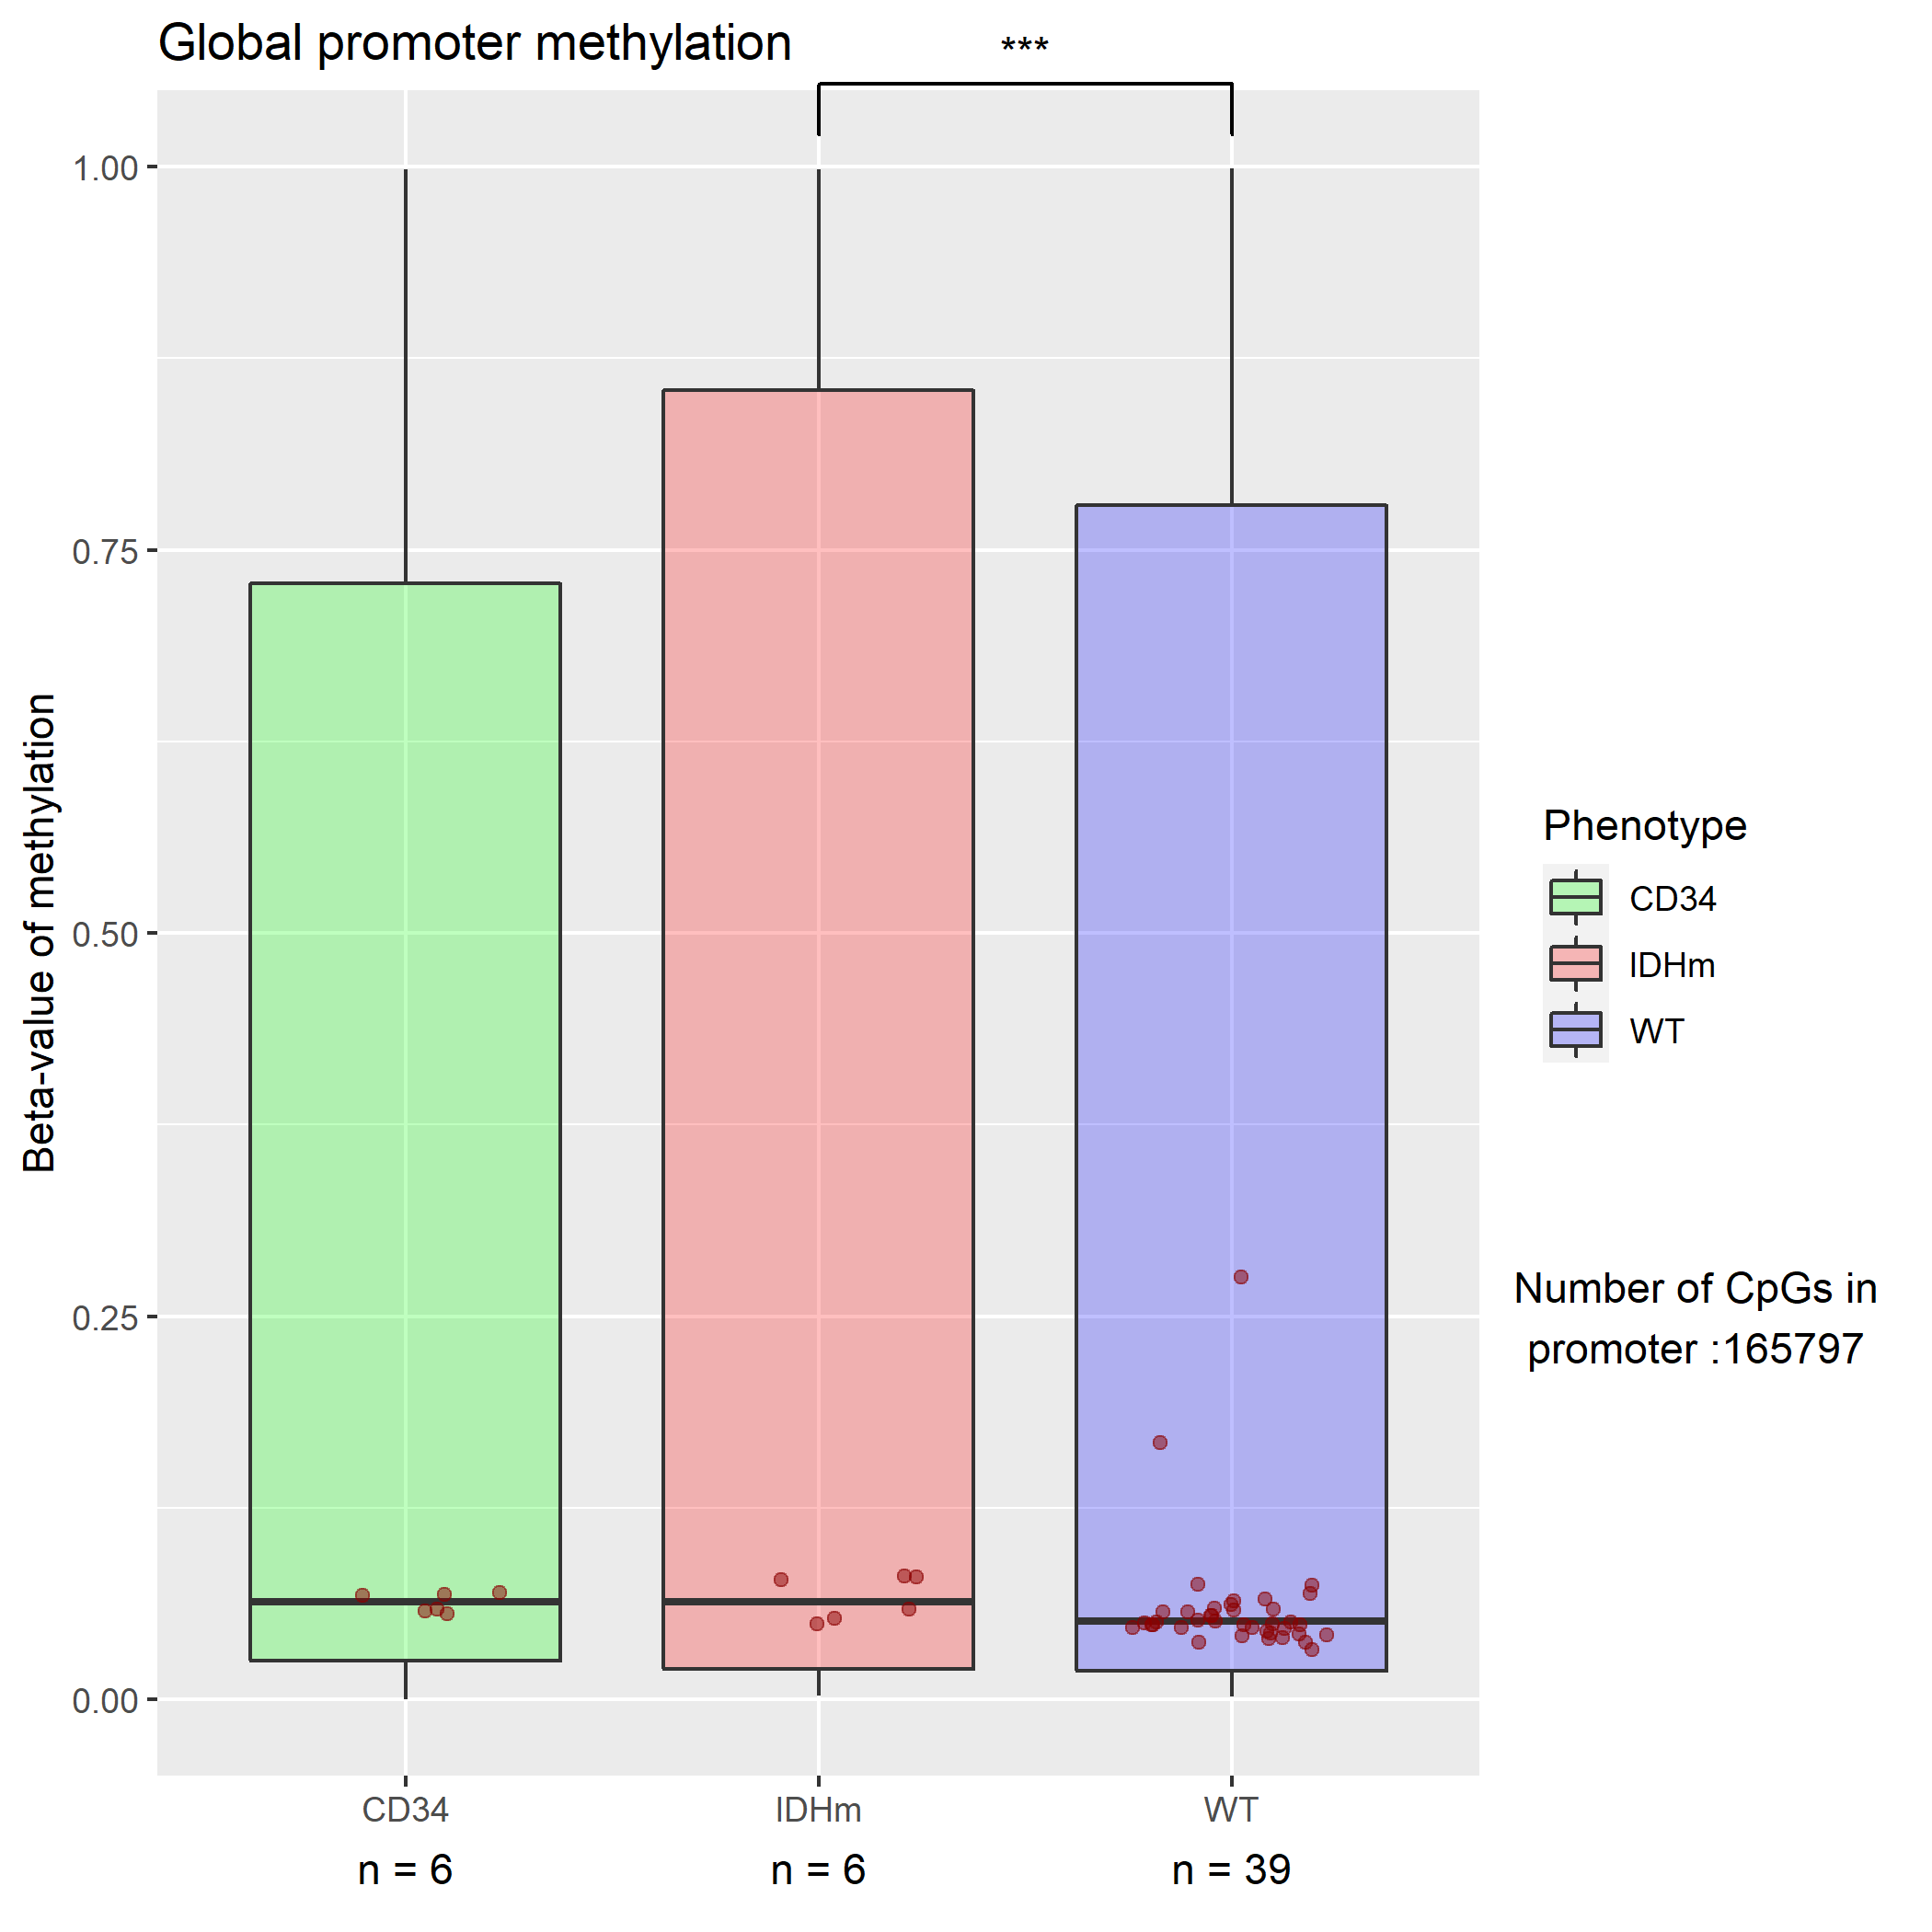 Global promoter methylation
***
1.00
0.75
0.50
0.25
0.00
Beta-value of methylation
CD34
IDHm
WT
n = 6
n = 6
n = 39
Phenotype
CD34
IDHm
WT
Number of CpGs in
promoter :165797